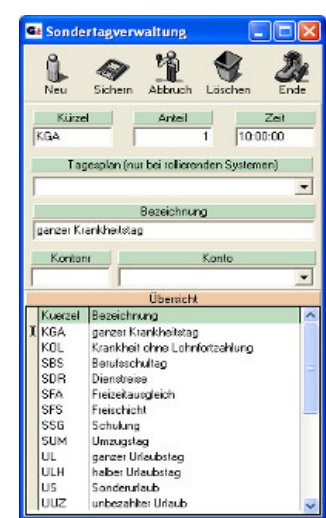 Sondertagverwaltung
Neu Sichern Abbruch Löschen Ende
Kürzel Anteil Zeit
KGA 1 10:00:00
Tagesplan (nur bei rollierenden Systemen)
Bezeichnung
ganzer Krankheitstag
Kontonr Konto
Übersicht
Kuerzel Bezeichnung
KGA ganzer Krankheitstag
KOL Krankheit ohne Lohnfortzahlung
SBS Berufsschultag
SDR Dienstreise
SFA Freizeitausgleich
SFS Freischicht
SSG Schulung
SUM Umzugstag
UL ganzer Urlaubstag
ULH halber Urlaubstag
US Sonderurlaub
UUZ unbezahlter Urlaub